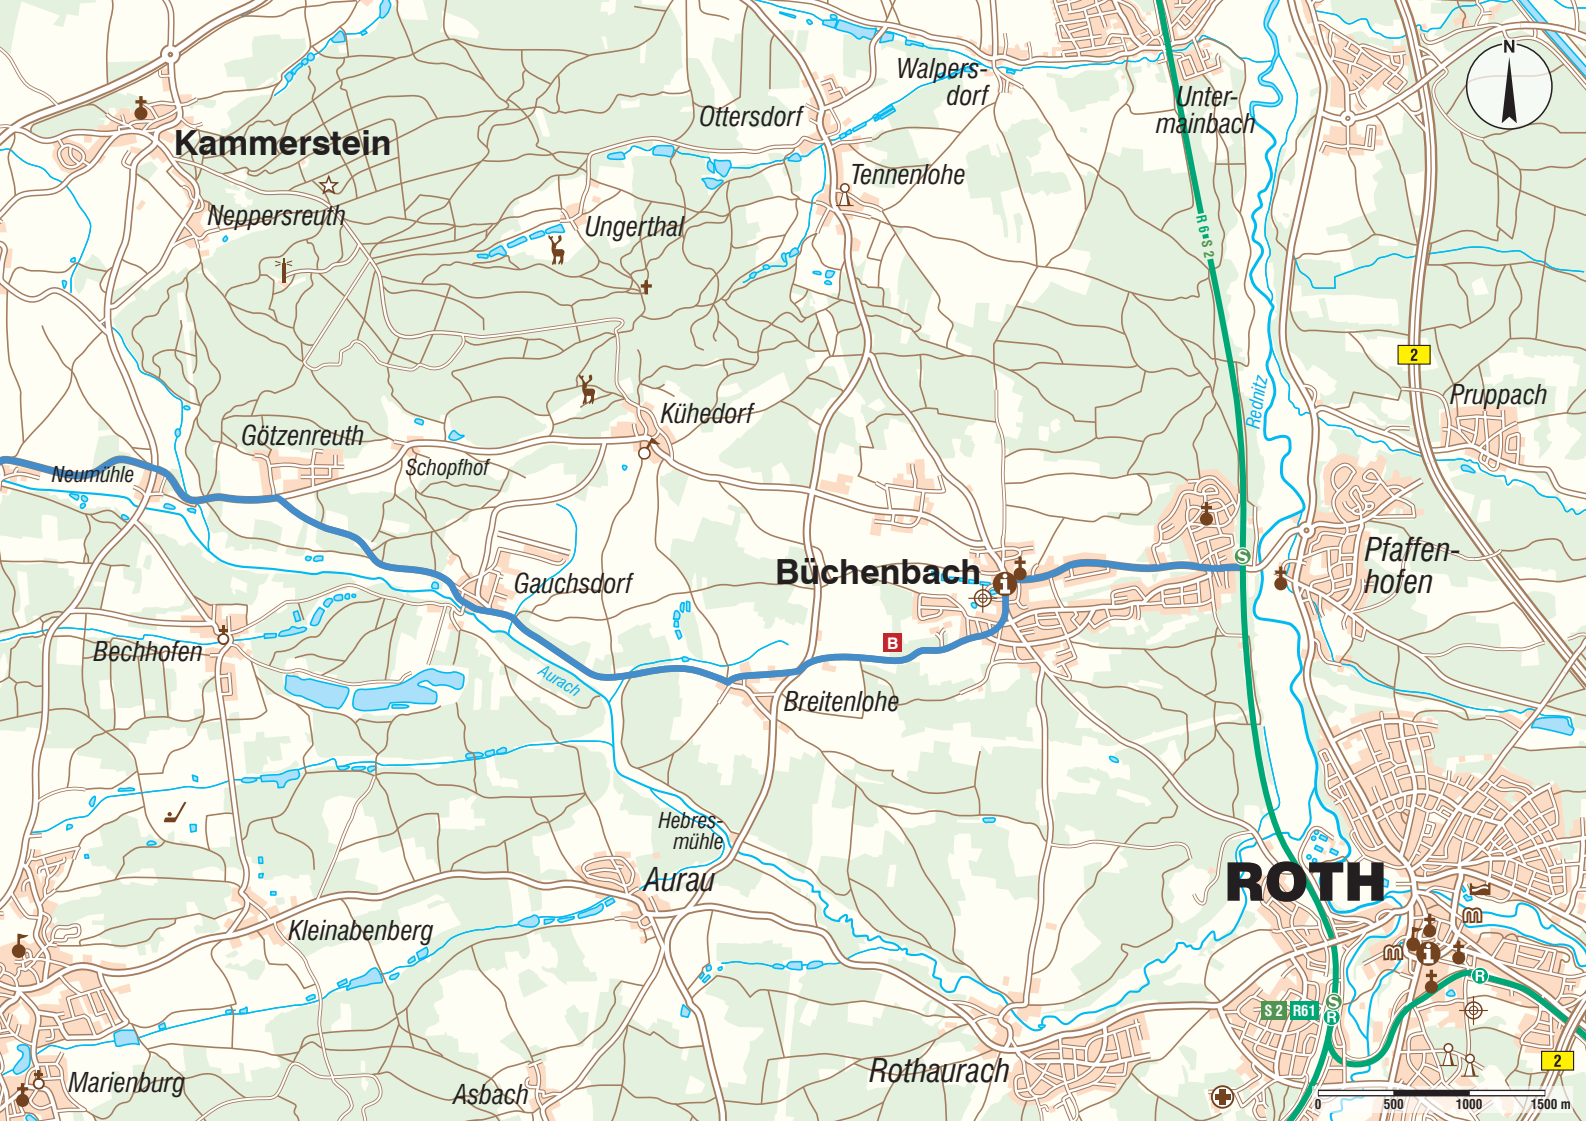 N
Walpers-
dorf
Ottersdorf
Unter-
mainbach
Kammerstein
Tennenlohe
Neppersreuth
Ungerthal
R6 S 2
2
Rednitz
Pruppach
Kühedorf
Götzenreuth
Schopfhof
Neumühle
S
Pfaffen-
hofen
Büchenbach
i
Gauchsdorf
B
Bechhofen
Aurach
Breitenlohe
Hebres-
mühle
Aurau
ROTH
Kleinabenberg
m
m
i
R
S 2
R61
S
R
Rothaurach
2
Marienburg
Asbach
0
500
1000
1500 m